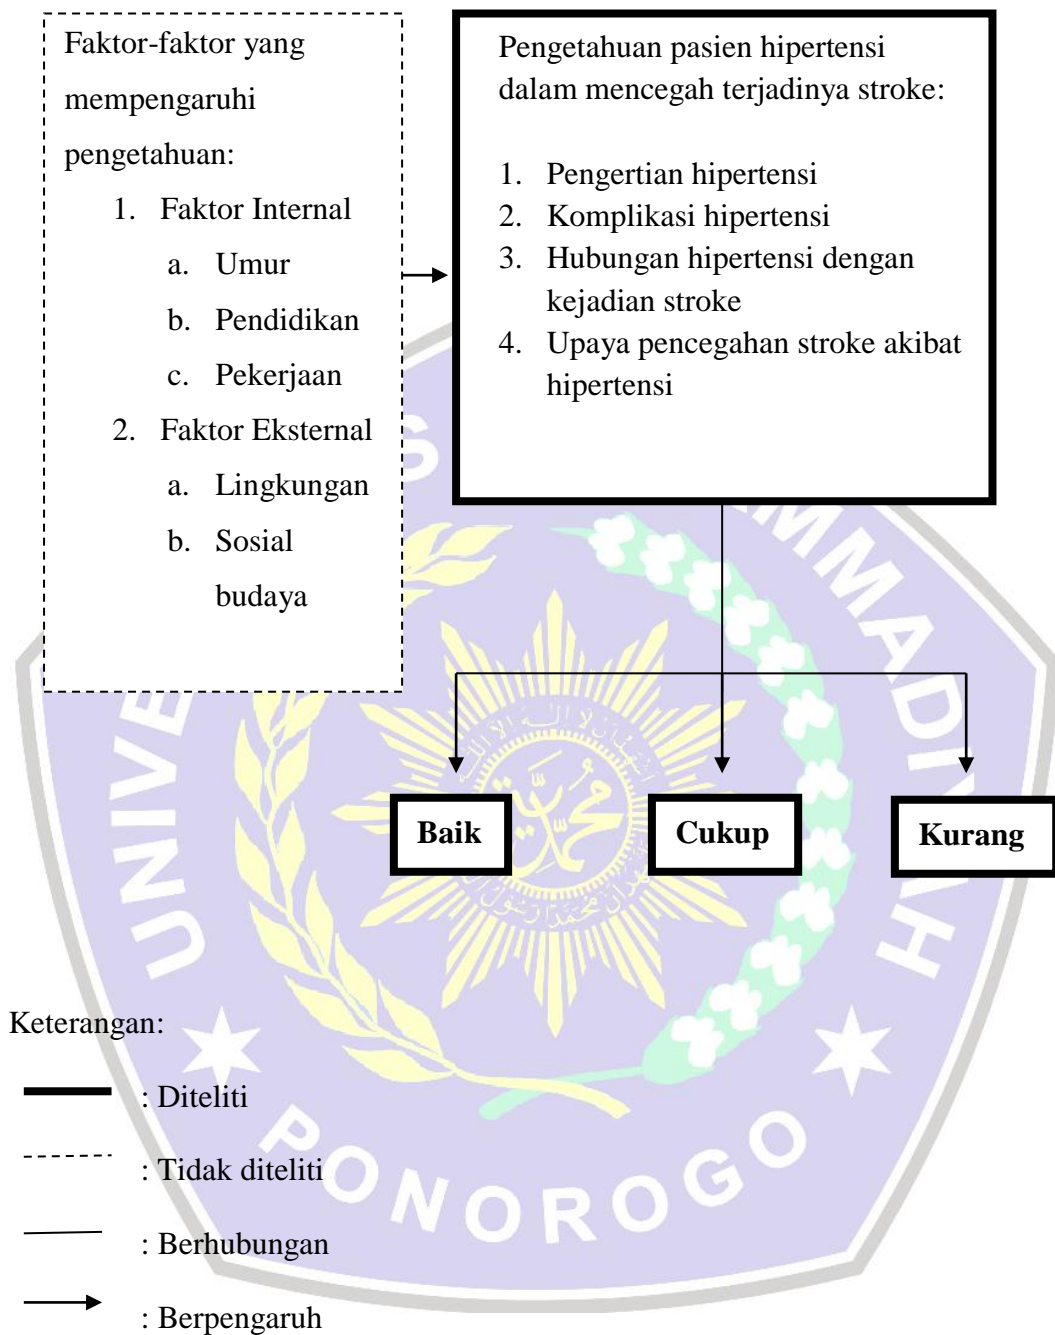 Faktor-faktor yang
mempengaruhi
pengetahuan:
1. Faktor Internal
a. Umur
b. Pendidikan
c. Pekerjaan
2. Faktor Eksternal
a. Lingkungan
b. Sosial
budaya
Pengetahuan pasien hipertensi
dalam mencegah terjadinya stroke:
1. Pengertian hipertensi
2. Komplikasi hipertensi
3. Hubungan hipertensi dengan
kejadian stroke
4. Upaya pencegahan stroke akibat
hipertensi
Baik
Cukup
Kurang
Keterangan:
: Diteliti
: Tidak diteliti
: Berhubungan
: Berpengaruh
PONOROGO